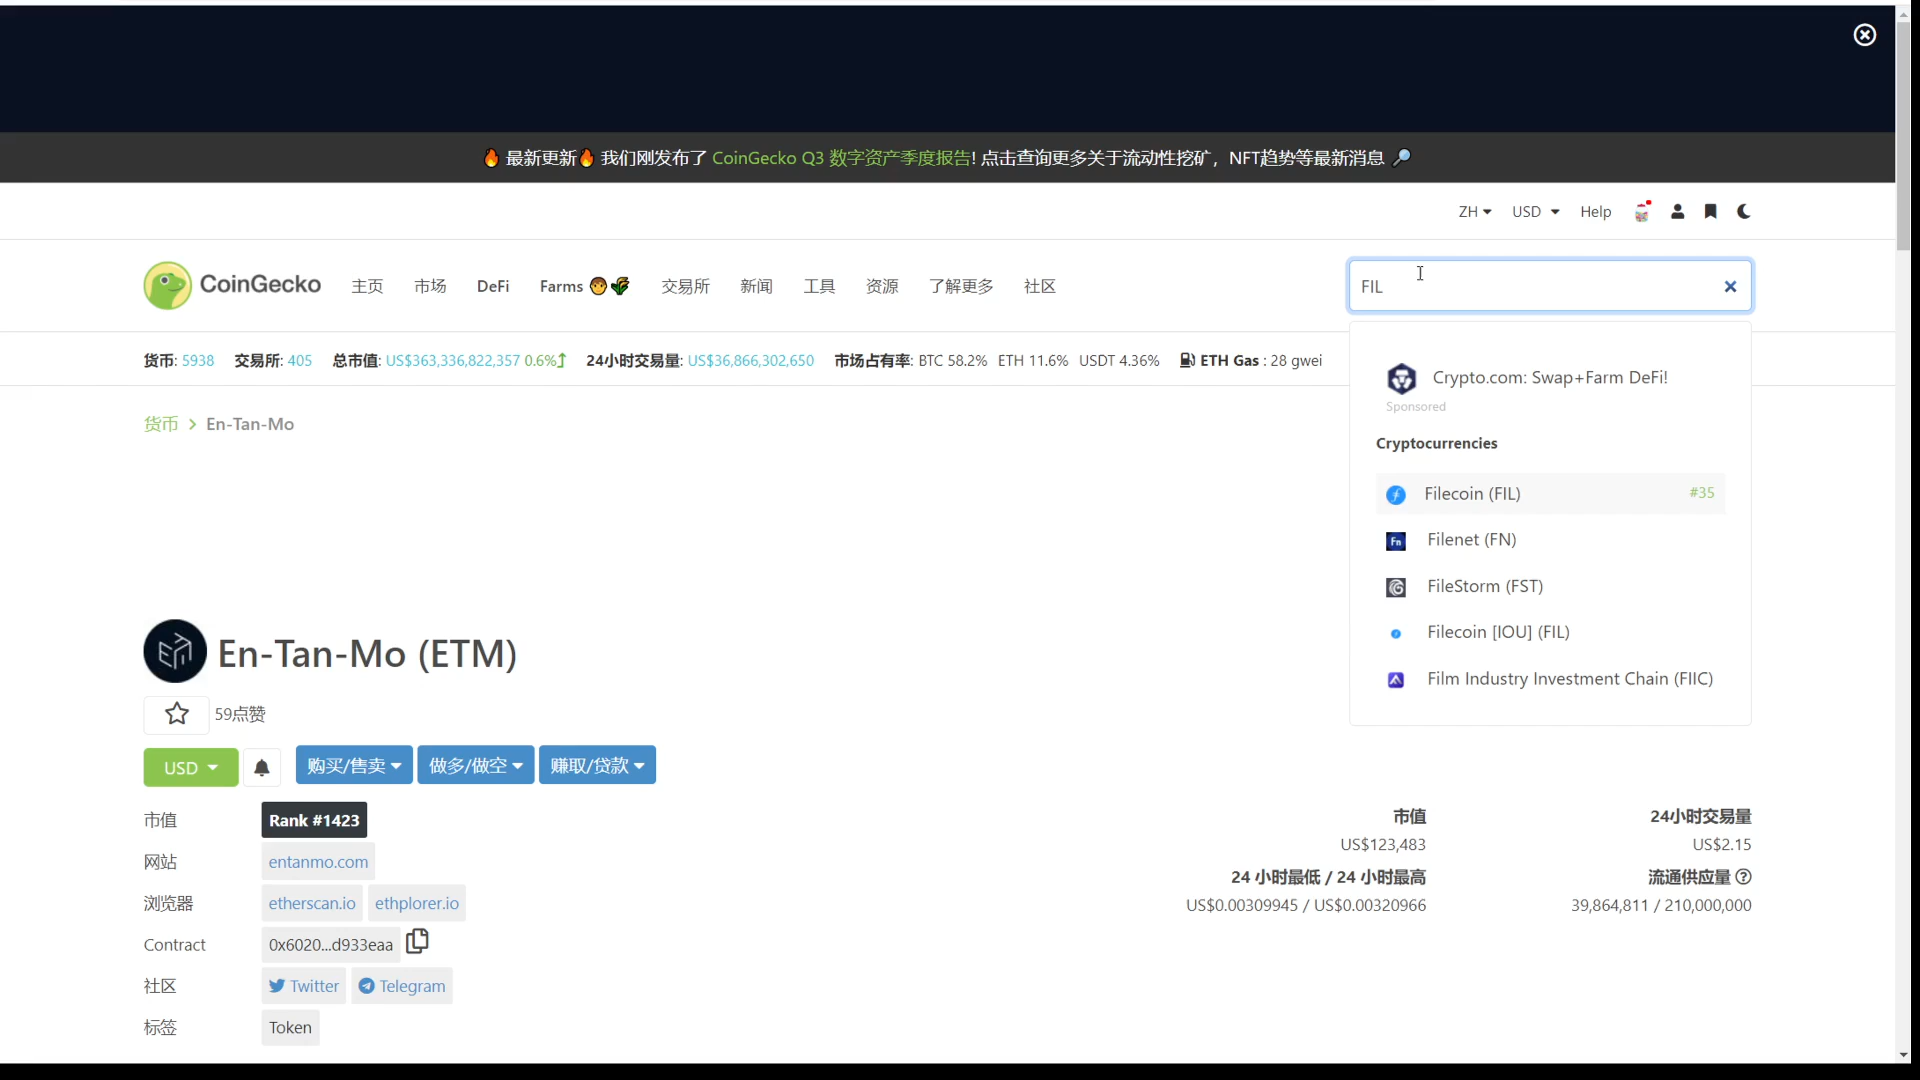 🔥 最新更新🔥 我们刚发布了 CoinGecko Q3 数字资产季度报告! 点击查询更多关于流动性挖矿，NFT趋势等最新消息 🔎
ZH USD Help
CoinGecko 主页 市场 DeFi Farms 交易所 新闻 工具 资源 了解更多 社区
FIL
货币: 5938 交易所: 405 总市值: US$363,336,822,357 0.6% 24小时交易量: US$36,866,302,650 市场占有率: BTC 58.2% ETH 11.6% USDT 4.36% ETH Gas : 28 gwei
Crypto.com: Swap+Farm DeFi!
Sponsored
Cryptocurrencies
Filecoin (FIL) #35
Fn Filenet (FN)
FileStorm (FST)
Filecoin [IOU] (FIL)
Film Industry Investment Chain (FIIC)
货币 > En-Tan-Mo
En-Tan-Mo (ETM)
59点赞
USD 购买/售卖 做多/做空 赚取/贷款
市值 Rank #1423
网站 entanmo.com
浏览器 etherscan.io ethplorer.io
Contract 0x6020...d933eaa
社区 Twitter Telegram
标签 Token
市值 24小时交易量
US$123,483 US$2.15
24 小时最低 / 24 小时最高 流通供应量
US$0.00309945 / US$0.00320966 39,864,811 / 210,000,000